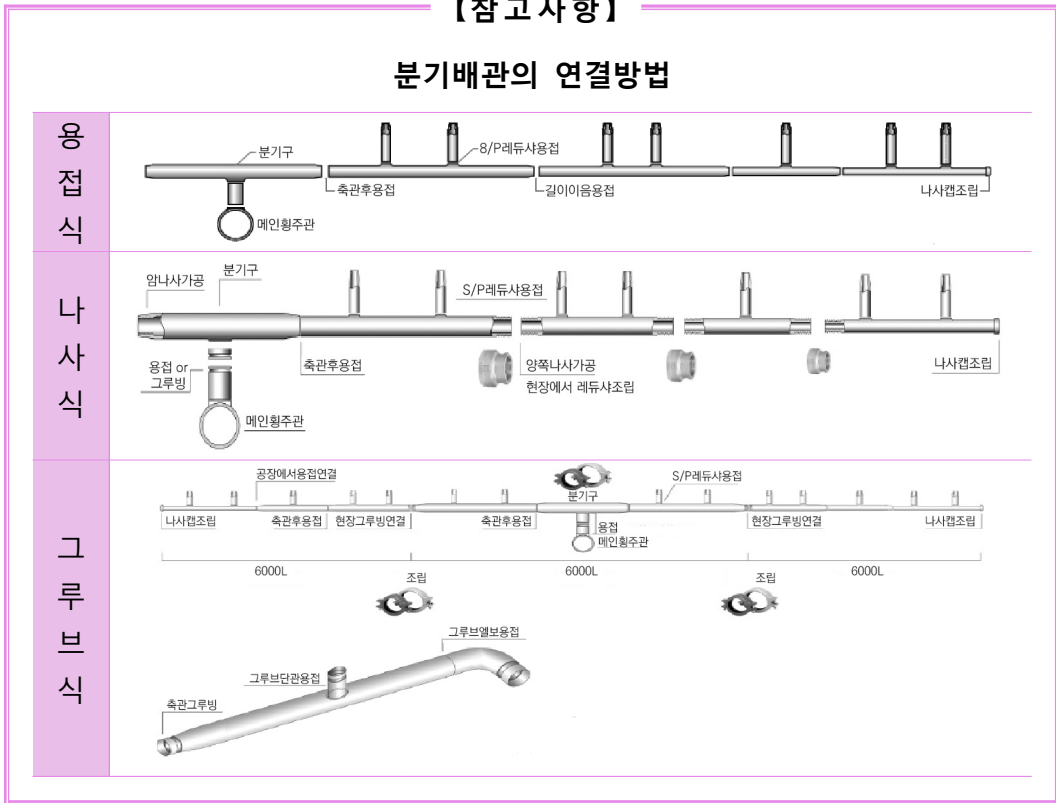 【참고사항】
분기배관의 연결방법
용접식
분기구
8/P레듀샤용접
축관후용접
길이이음용접
나사캡조립
메인횡주관
나사식
암나사가공
분기구
S/P레듀샤용접
용접 or
그루빙
축관후용접
양쪽나사가공
현장에서 레듀샤조립
나사캡조립
메인횡주관
그루브식
공장에서용접연결
S/P레듀샤용접
분기구
나사캡조립
축관후용접
현장그루빙연결
축관후용접
용접
메인횡주관
현장그루빙연결
나사캡조립
6000L
6000L
6000L
조립
조립
그루브엘보용접
그루브단관용접
축관그루빙